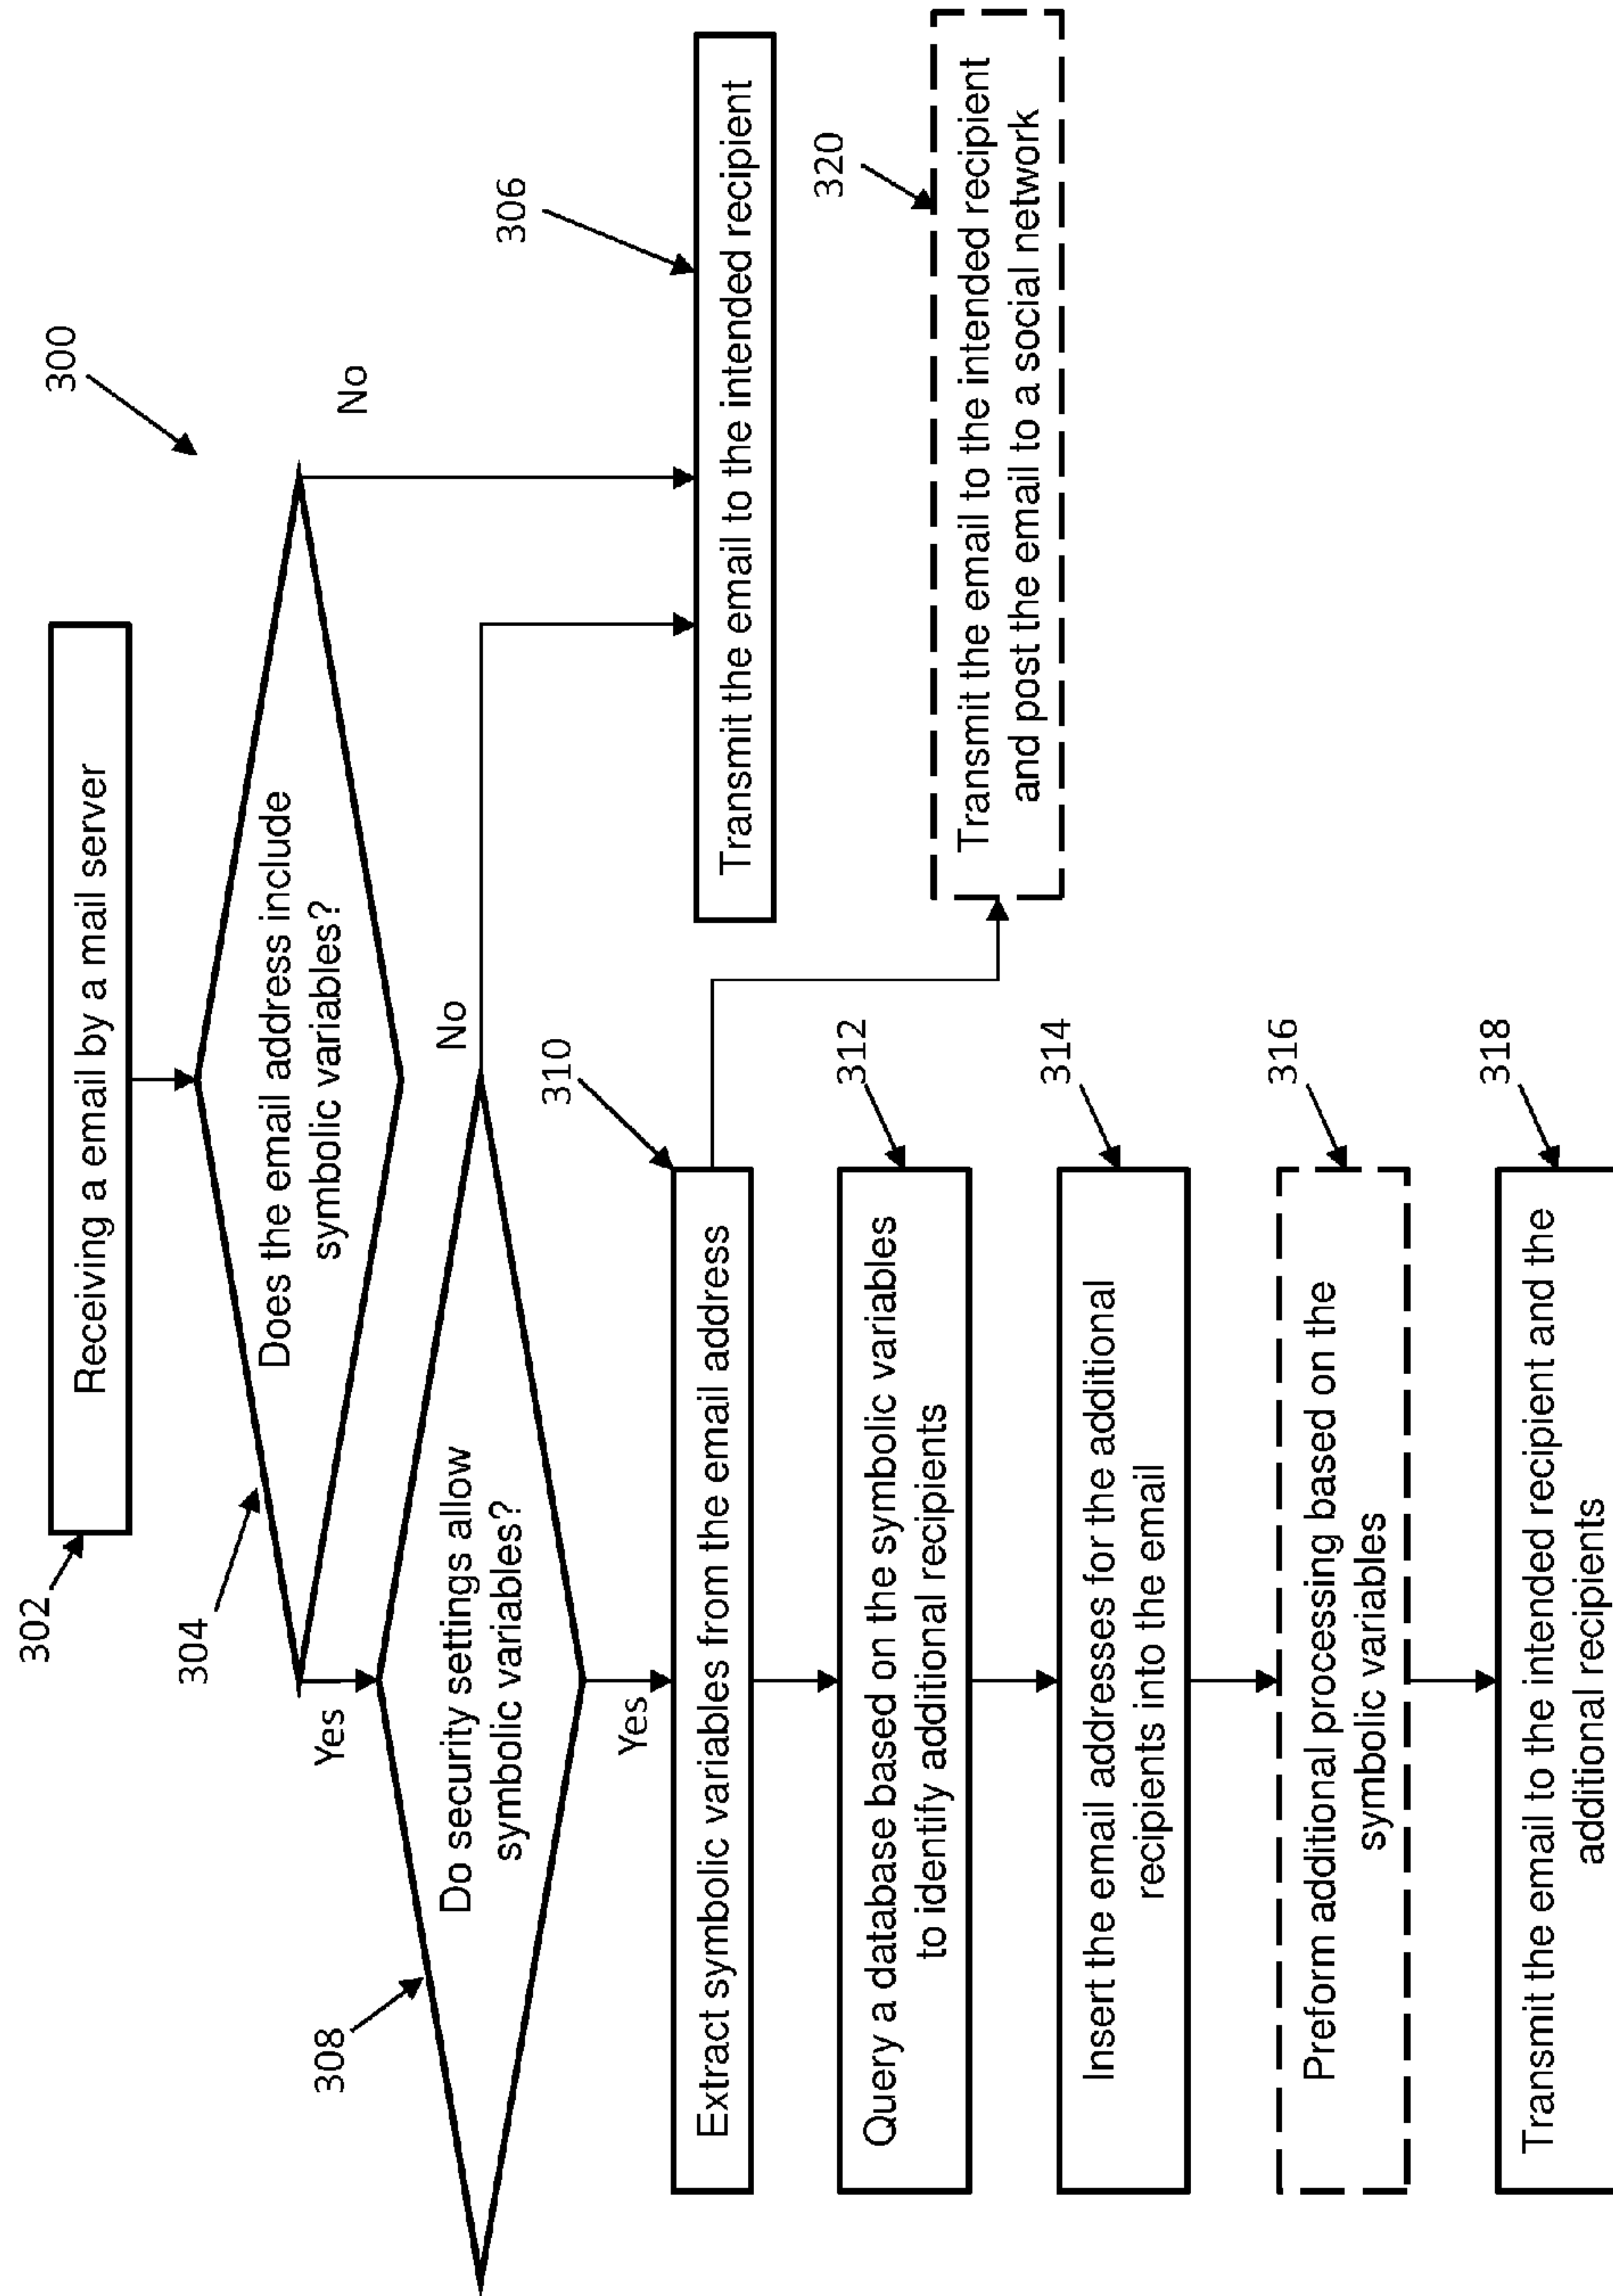 300
302
Receiving a email by a mail server
304
Does the email address include
symbolic variables?
No
Yes
308
Do security settings allow
symbolic variables?
No
306
Transmit the email to the intended recipient
Yes
310
Extract symbolic variables from the email address
320
Transmit the email to the intended recipient
and post the email to a social network
312
Query a database based on the symbolic variables
to identify additional recipients
314
Insert the email addresses for the additional
recipients into the email
316
Preform additional processing based on the
symbolic variables
318
Transmit the email to the intended recipient and the
additional recipients